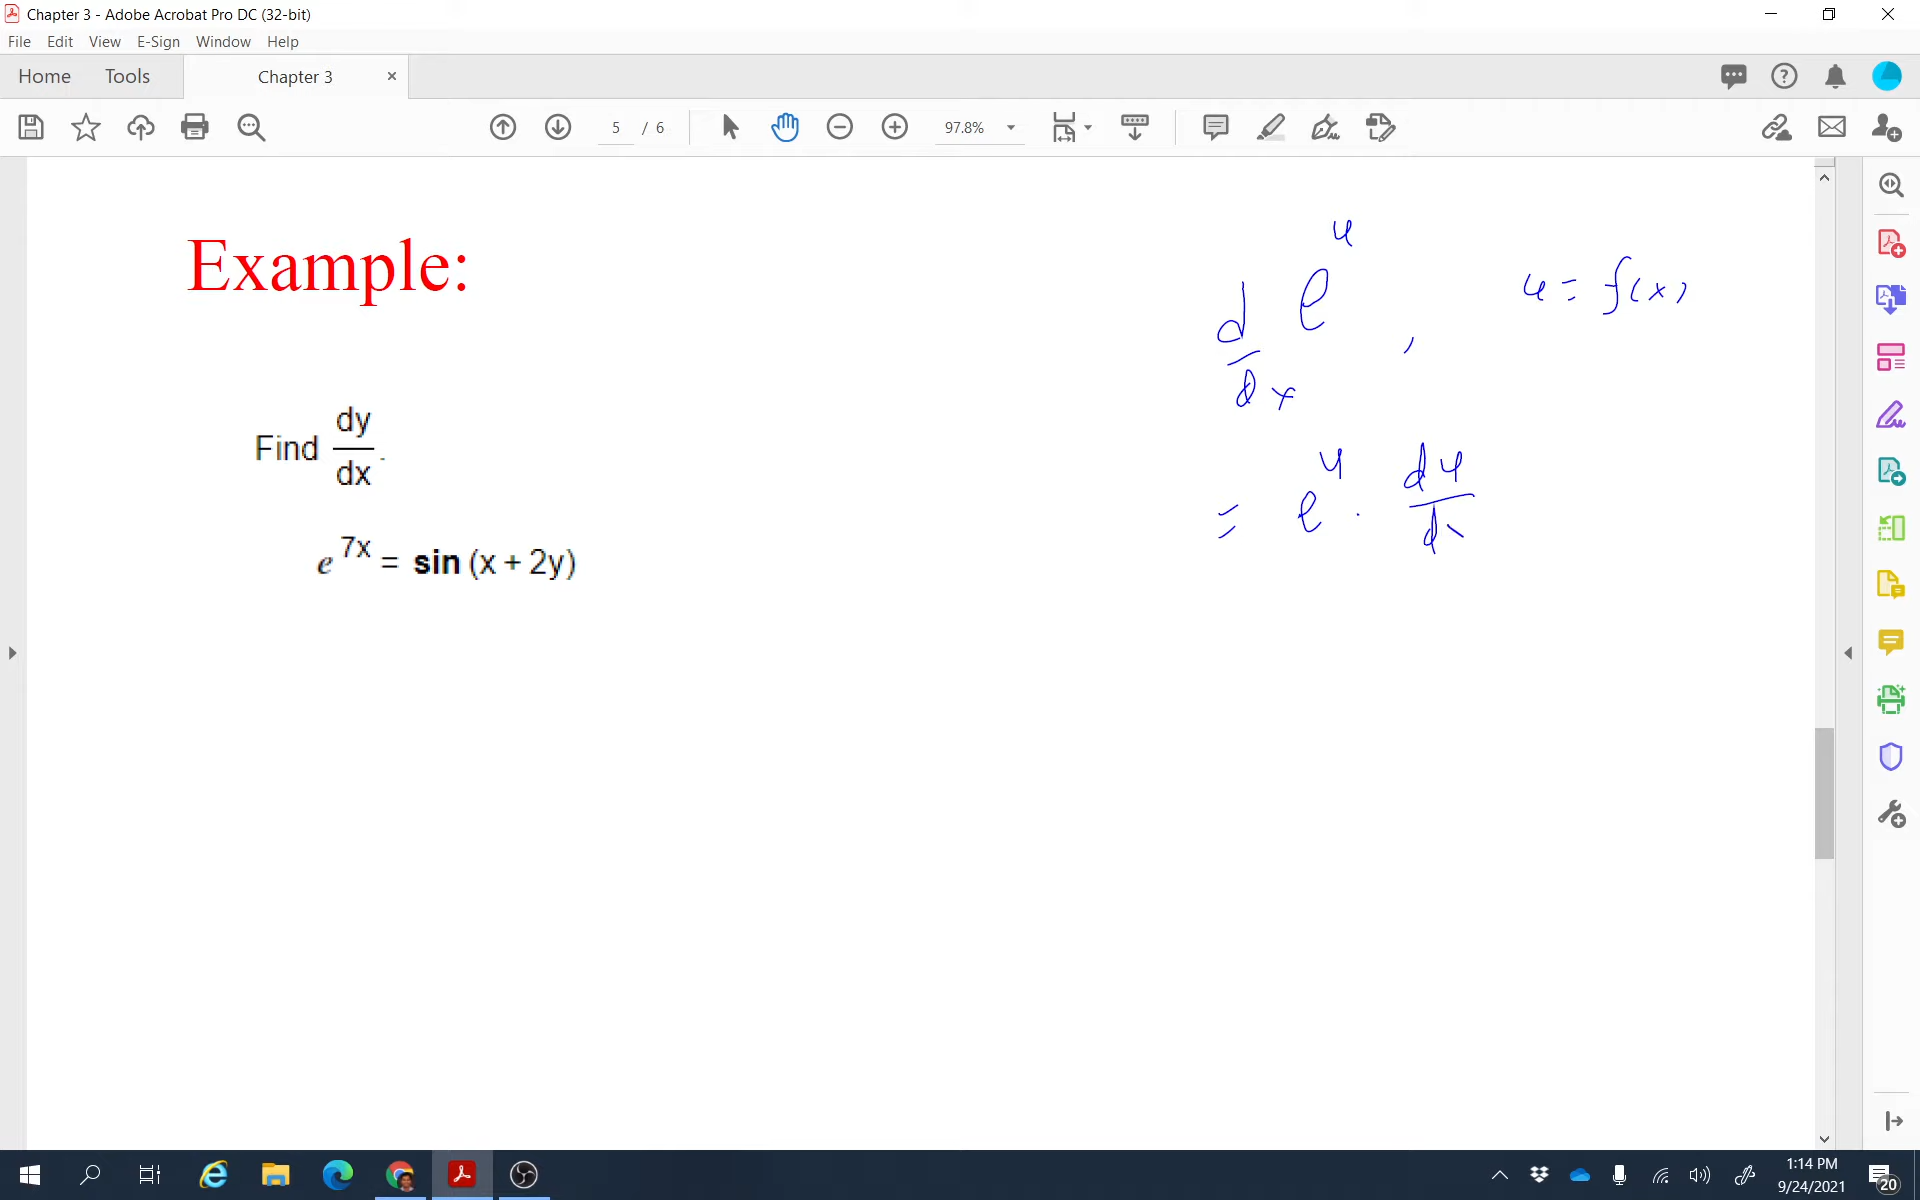 Chapter 3 - Adobe Acrobat Pro DC (32-bit)
File Edit View E-Sign Window Help
Home Tools Chapter 3
5 / 6 97.8%
Example:
Find dy/dx.
e^7x = sin (x + 2y)
d/dx e^u , u = f(x)
= e^u · du/dx
1:14 PM
9/24/2021
20